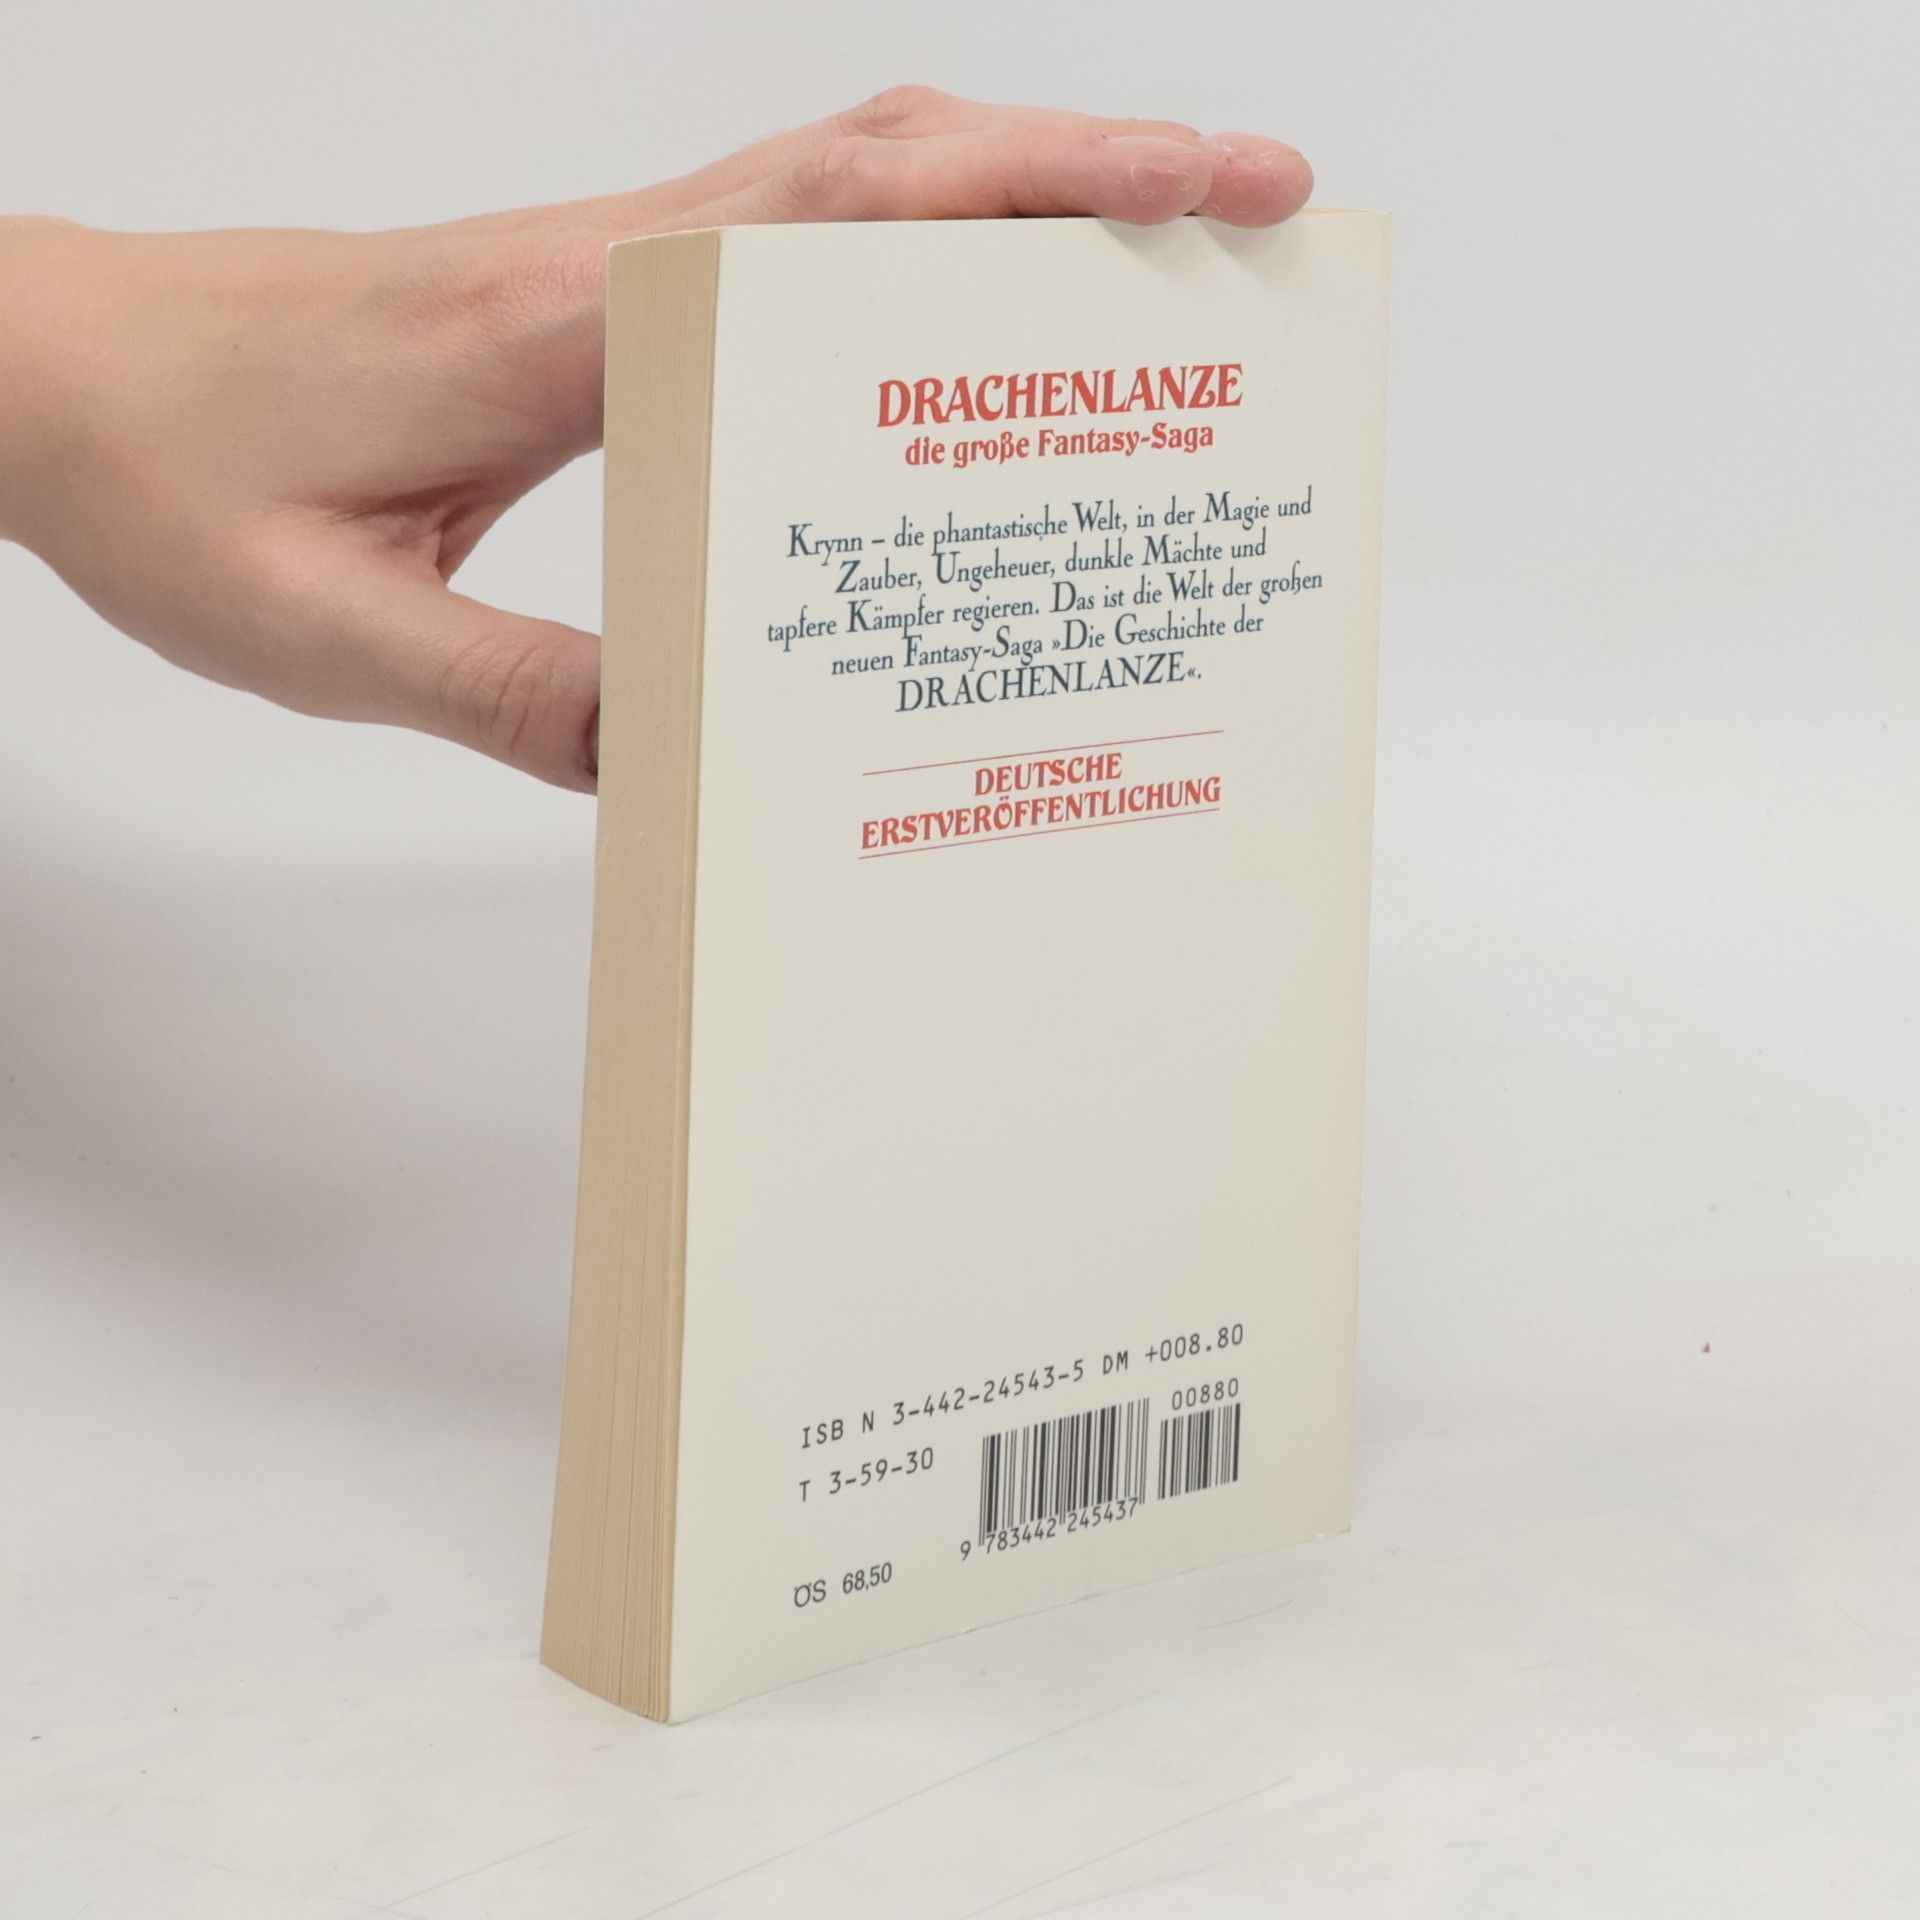 DRACHENLANZE
die große Fantasy-Saga
Krynn – die phantastische Welt, in der Magie und
Zauber, Ungeheuer, dunkle Mächte und
tapfere Kämpfer regieren. Das ist die Welt der großen
neuen Fantasy-Saga »Die Geschichte der
DRACHENLANZE«.
DEUTSCHE
ERSTVERÖFFENTLICHUNG
ISB N 3-442-24543-5 DM +008.80
T 3-59-30
00880
9 783442 245437
ÖS 68,50